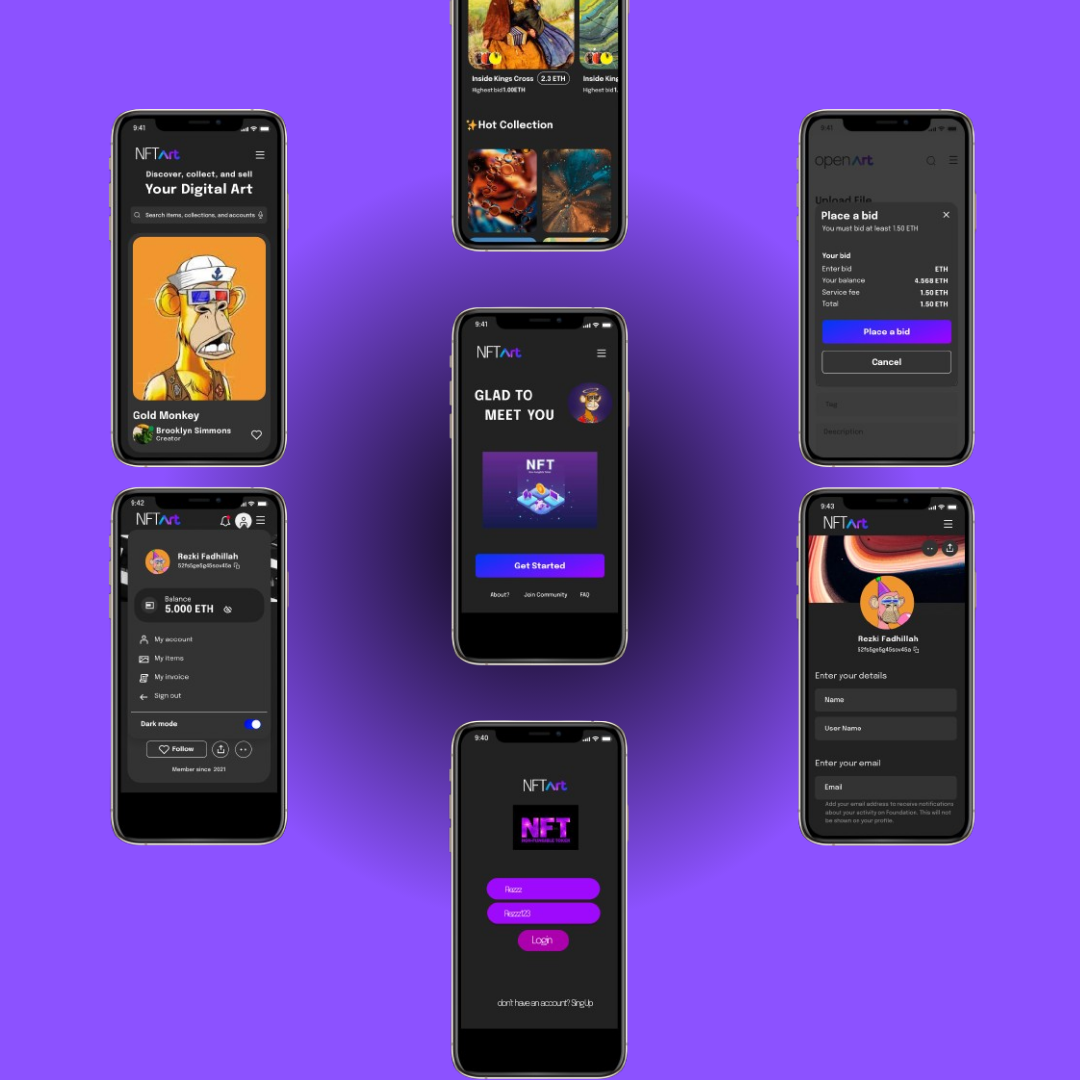 Inside Kings Cross 2.3 ETH
Highest bid1.00ETH
Inside King
Highest bid1.
✨Hot Collection
9:41
NFTArt
Discover, collect, and sell
Your Digital Art
Search items, collections, and accounts
Gold Monkey
Brooklyn Simmons
Creator
9:41
openArt
Upload File
Place a bid
You must bid at least 1.50 ETH
Your bid
Enter bid ETH
Your balance 4.568 ETH
Service fee 1.50 ETH
Total 1.50 ETH
Place a bid
Cancel
Tag
Description
9:41
NFTArt
GLAD TO
MEET YOU
NFT
Get Started
About? Join Community FAQ
9:42
NFTArt
Rezki Fadhillah
52fs5ge5g45sov45a
Balance
5.000 ETH
My account
My items
My invoice
Sign out
Dark mode
Follow
Member since 2021
9:43
NFTArt
Rezki Fadhillah
52fs5ge5g45sov45a
Enter your details
Name
User Name
Enter your email
Email
Add your email address to receive notifications
about your activity on Foundation. This will not
be shown on your profile.
9:40
NFTArt
NFT
NON-FUNGIBLE TOKEN
Rezzz
Rezzz123
Login
don't have an account? Sing Up